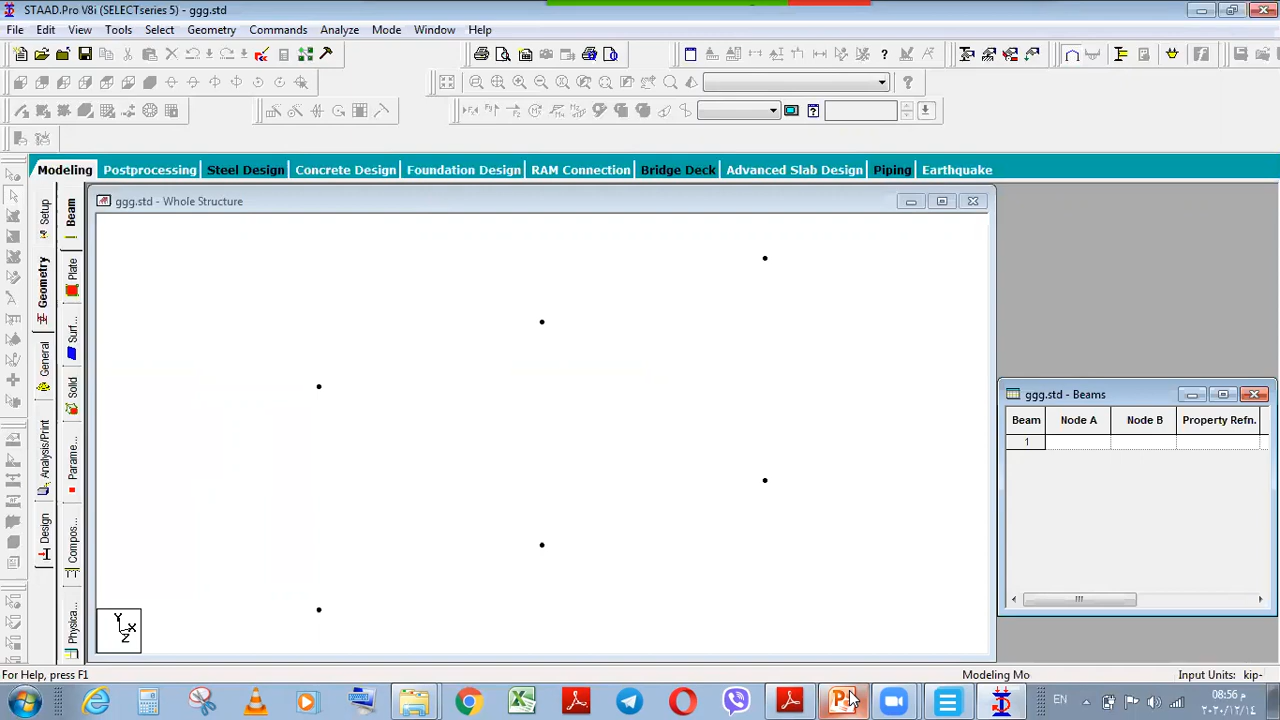 STAAD.Pro V8i (SELECTseries 5) - ggg.std
File Edit View Tools Select Geometry Commands Analyze Mode Window Help
Modeling Postprocessing Steel Design Concrete Design Foundation Design RAM Connection Bridge Deck Advanced Slab Design Piping Earthquake
Setup
Geometry
General
Analysis/Print
Design
Beam
Plate
Surf...
Solid
Parame...
Compos...
Physica...
ggg.std - Whole Structure
Y
X
Z
ggg.std - Beams
Beam Node A Node B Property Refn.
1
For Help, press F1
Modeling Mo
Input Units: kip-
EN
08:56 م
٢٠٢٠/١٢/١٤